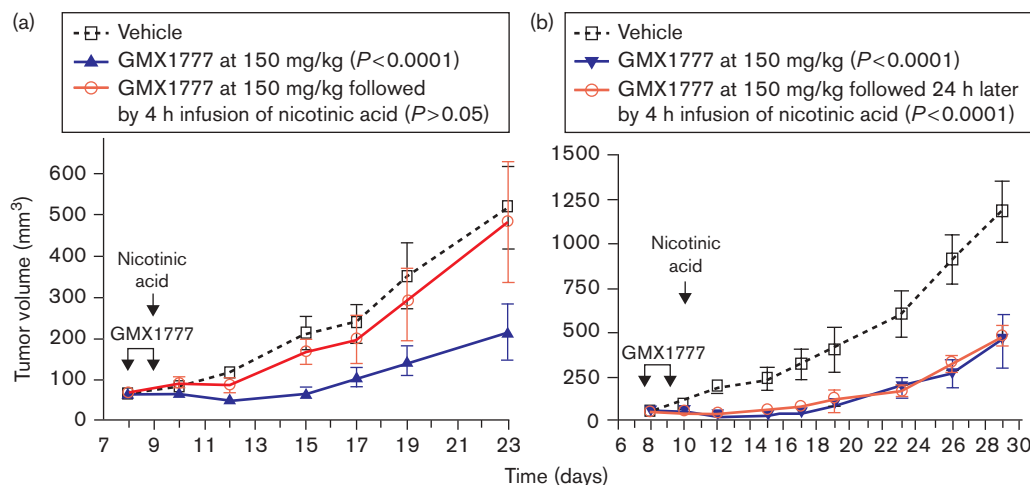 (a)
Vehicle
GMX1777 at 150 mg/kg (P<0.0001)
GMX1777 at 150 mg/kg followed
by 4 h infusion of nicotinic acid (P>0.05)
600
500
400
300
200
100
0
Tumor volume (mm³)
Nicotinic
acid
GMX1777
7 9 11 13 15 17 19 21 23
(b)
Vehicle
GMX1777 at 150 mg/kg (P<0.0001)
GMX1777 at 150 mg/kg followed 24 h later
by 4 h infusion of nicotinic acid (P<0.0001)
1500
1250
1000
750
500
250
0
Nicotinic
acid
GMX1777
6 8 10 12 14 16 18 20 22 24 26 28 30
Time (days)